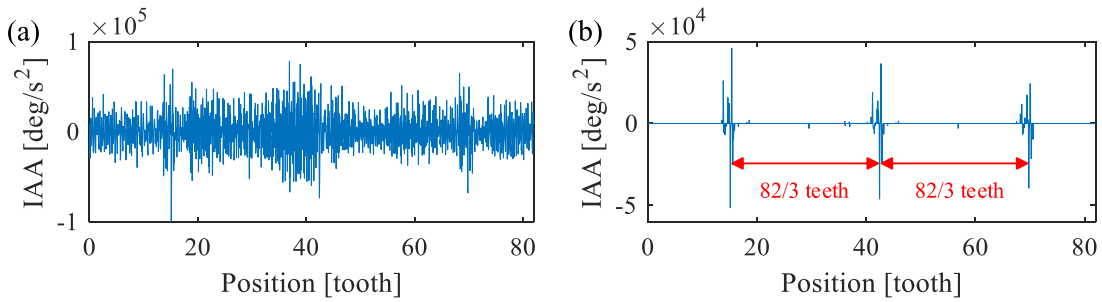 (a)
×10^5
IAA [deg/s^2]
1
0
-1
0 20 40 60 80
Position [tooth]
(b)
×10^4
IAA [deg/s^2]
5
0
-5
82/3 teeth 82/3 teeth
0 20 40 60 80
Position [tooth]